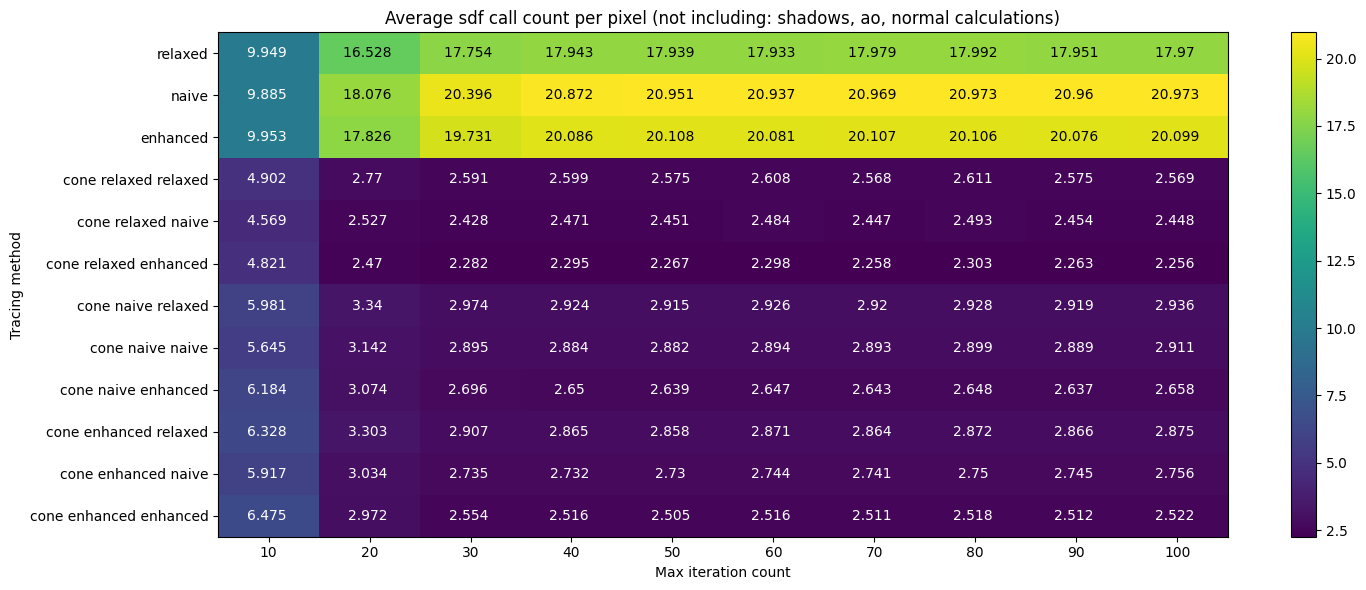 Average sdf call count per pixel (not including: shadows, ao, normal calculations)
relaxed 9.949 16.528 17.754 17.943 17.939 17.933 17.979 17.992 17.951 17.97
naive 9.885 18.076 20.396 20.872 20.951 20.937 20.969 20.973 20.96 20.973
enhanced 9.953 17.826 19.731 20.086 20.108 20.081 20.107 20.106 20.076 20.099
cone relaxed relaxed 4.902 2.77 2.591 2.599 2.575 2.608 2.568 2.611 2.575 2.569
cone relaxed naive 4.569 2.527 2.428 2.471 2.451 2.484 2.447 2.493 2.454 2.448
cone relaxed enhanced 4.821 2.47 2.282 2.295 2.267 2.298 2.258 2.303 2.263 2.256
cone naive relaxed 5.981 3.34 2.974 2.924 2.915 2.926 2.92 2.928 2.919 2.936
cone naive naive 5.645 3.142 2.895 2.884 2.882 2.894 2.893 2.899 2.889 2.911
cone naive enhanced 6.184 3.074 2.696 2.65 2.639 2.647 2.643 2.648 2.637 2.658
cone enhanced relaxed 6.328 3.303 2.907 2.865 2.858 2.871 2.864 2.872 2.866 2.875
cone enhanced naive 5.917 3.034 2.735 2.732 2.73 2.744 2.741 2.75 2.745 2.756
cone enhanced enhanced 6.475 2.972 2.554 2.516 2.505 2.516 2.511 2.518 2.512 2.522
10 20 30 40 50 60 70 80 90 100
Max iteration count
Tracing method
20.0
17.5
15.0
12.5
10.0
7.5
5.0
2.5